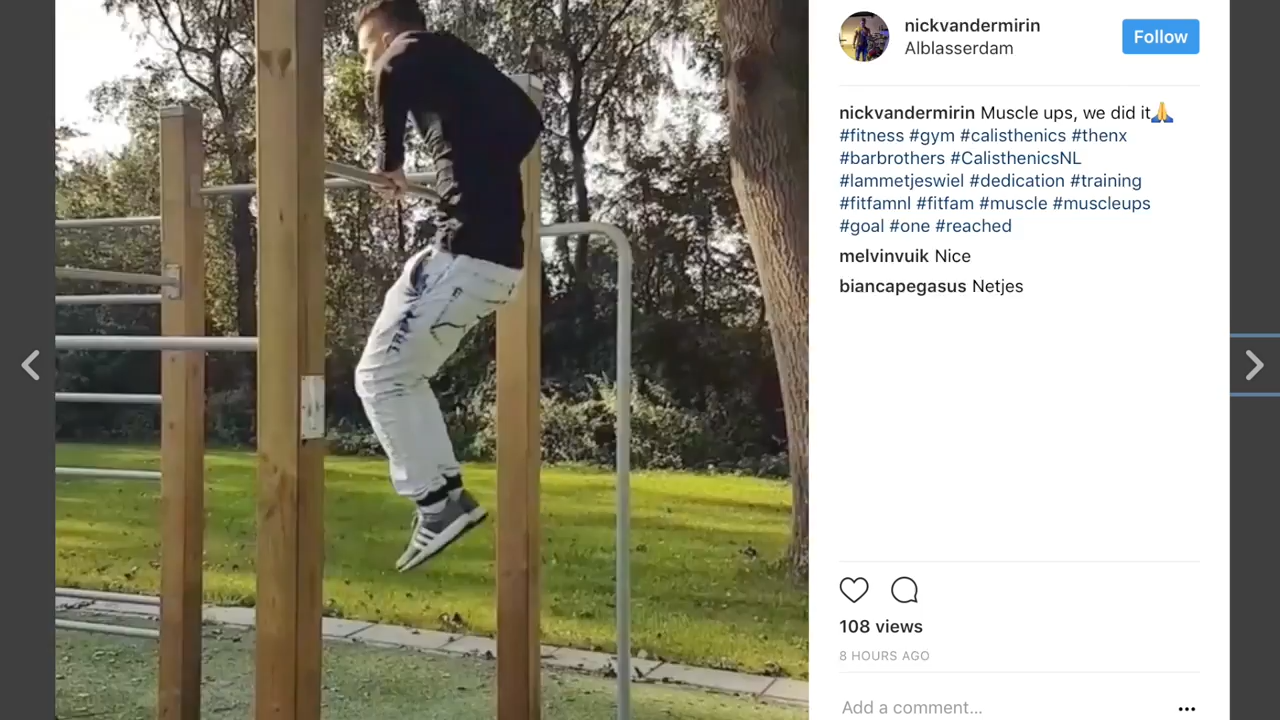 nickvandermirin
Alblasserdam
Follow
nickvandermirin Muscle ups, we did it🙏
#fitness #gym #calisthenics #thenx
#barbrothers #CalisthenicsNL
#lammetjeswiel #dedication #training
#fitfamnl #fitfam #muscle #muscleups
#goal #one #reached
melvinvuik Nice
biancapegasus Netjes
108 views
8 HOURS AGO
Add a comment...